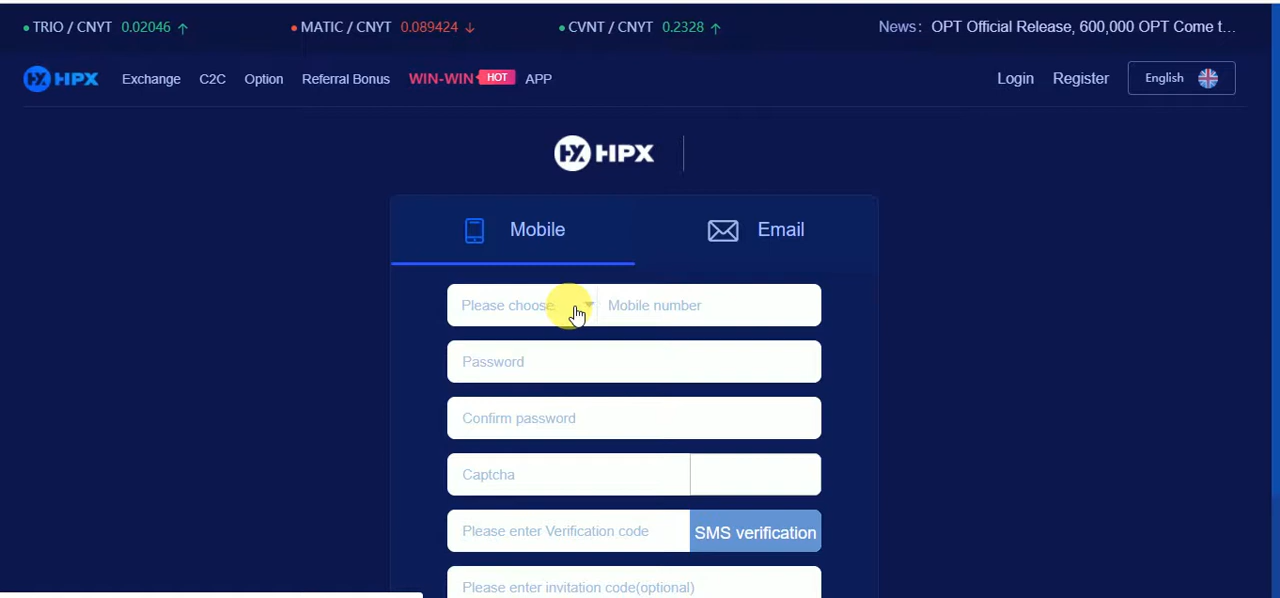 TRIO / CNYT 0.02046 ↑ MATIC / CNYT 0.089424 ↓ CVNT / CNYT 0.2328 ↑ News: OPT Official Release, 600,000 OPT Come t...
HPX Exchange C2C Option Referral Bonus WIN-WIN HOT APP Login Register English
HPX
Mobile Email
Please choose Mobile number
Password
Confirm password
Captcha
Please enter Verification code SMS verification
Please enter invitation code(optional)